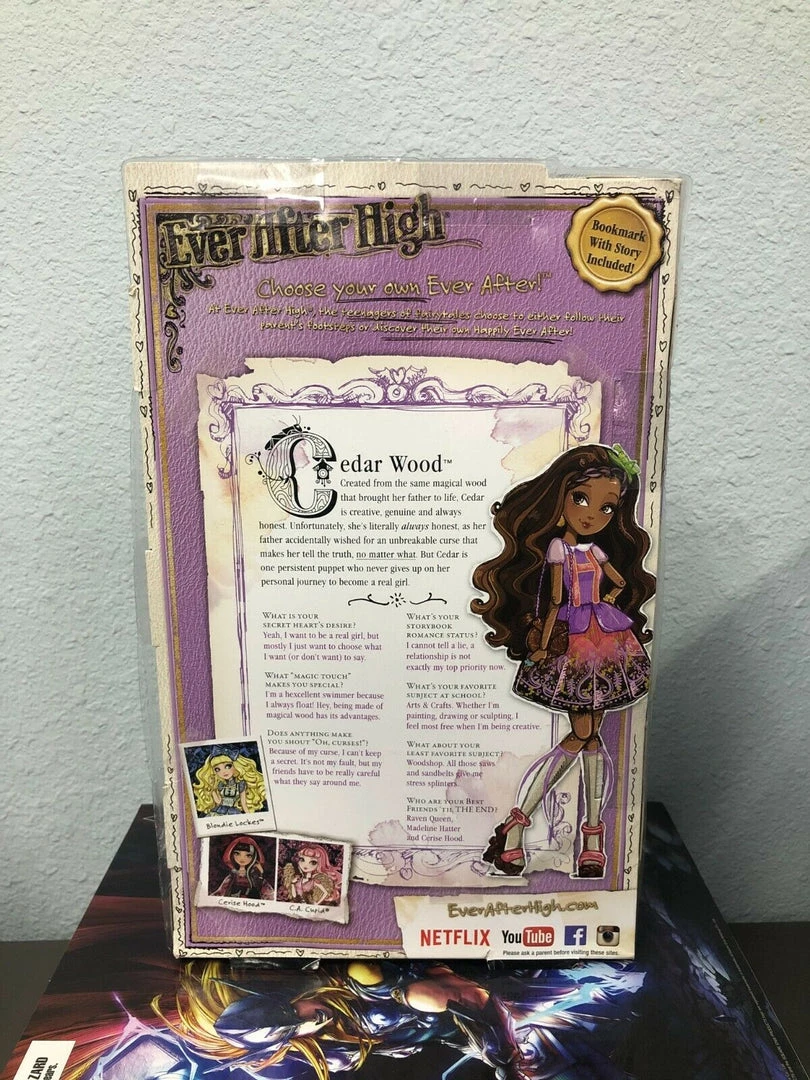 Ever After High
Bookmark
With Story
Included!
Choose your own Ever After!™
At Ever After High™, the teenagers of fairytales choose to either follow their
parent's footsteps or discover their own Happily Ever After!
Cedar Wood™
Created from the same magical wood
that brought her father to life, Cedar
is creative, genuine and always
honest. Unfortunately, she's literally always honest, as her
father accidentally wished for an unbreakable curse that
makes her tell the truth, no matter what. But Cedar is
one persistent puppet who never gives up on her
personal journey to become a real girl.
WHAT IS YOUR
SECRET HEART'S DESIRE?
Yeah, I want to be a real girl, but
mostly I just want to choose what
I want (or don't want) to say.
WHAT "MAGIC TOUCH"
MAKES YOU SPECIAL?
I'm a hexcellent swimmer because
I always float! Hey, being made of
magical wood has its advantages.
DOES ANYTHING MAKE
YOU SHOUT "OH, CURSES!"?
Because of my curse, I can't keep
a secret. It's not my fault, but my
friends have to be really careful
what they say around me.
WHAT'S YOUR
STORYBOOK
ROMANCE STATUS?
I cannot tell a lie, a
relationship is not
exactly my top priority now.
WHAT'S YOUR FAVORITE
SUBJECT AT SCHOOL?
Arts & Crafts. Whether I'm
painting, drawing or sculpting, I
feel most free when I'm being creative.
WHAT ABOUT YOUR
LEAST FAVORITE SUBJECT?
Woodshop. All those saws
and sandbelts give me
stress splinters.
WHO ARE YOUR BEST
FRIENDS 'TIL THE END?
Raven Queen,
Madeline Hatter
and Cerise Hood.
Blondie Lockes™
Cerise Hood™
C.A. Cupid®
EverAfterHigh.com
NETFLIX YouTube f
Please ask a parent before visiting these sites.
ZARD
ears.